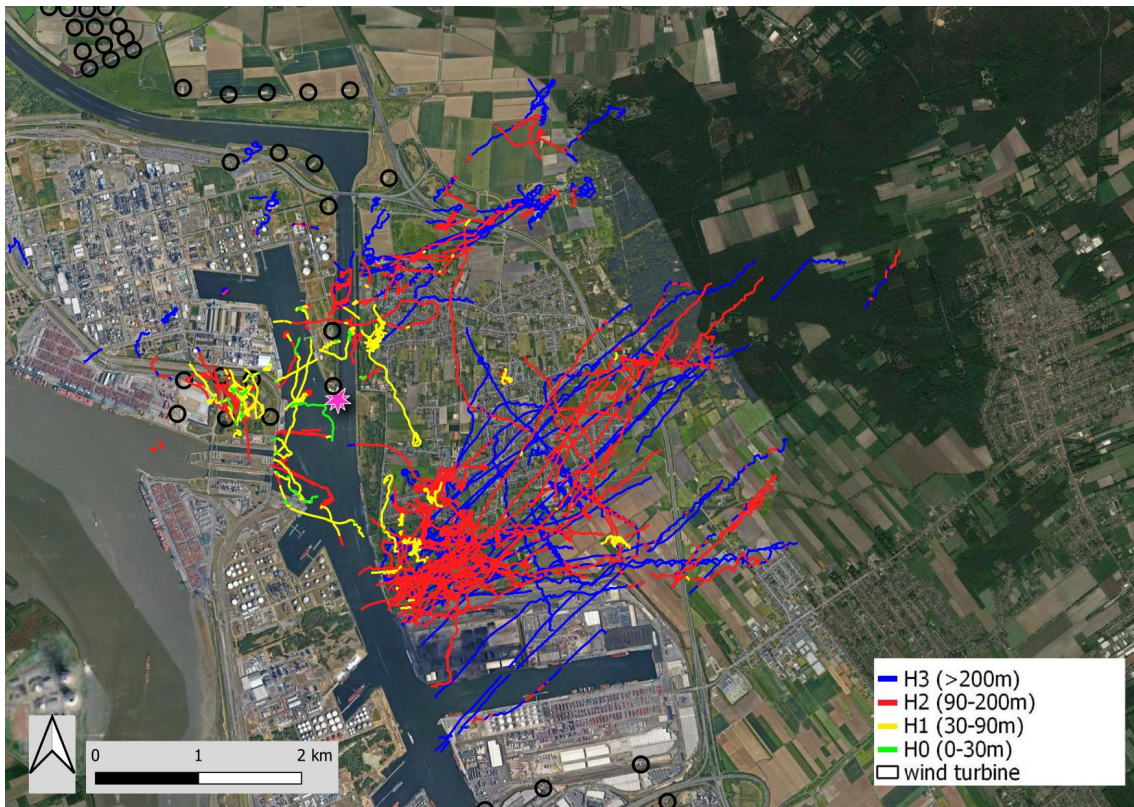 H3 (>200m)
H2 (90-200m)
H1 (30-90m)
H0 (0-30m)
wind turbine
0 1 2 km